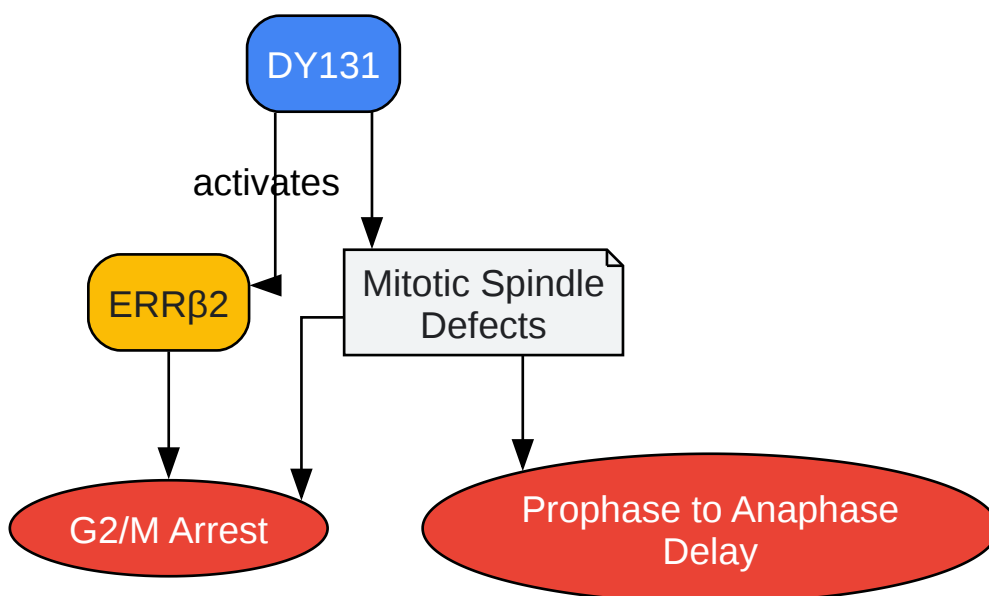 DY131
activates
ERRβ2
Mitotic Spindle
Defects
G2/M Arrest
Prophase to Anaphase
Delay